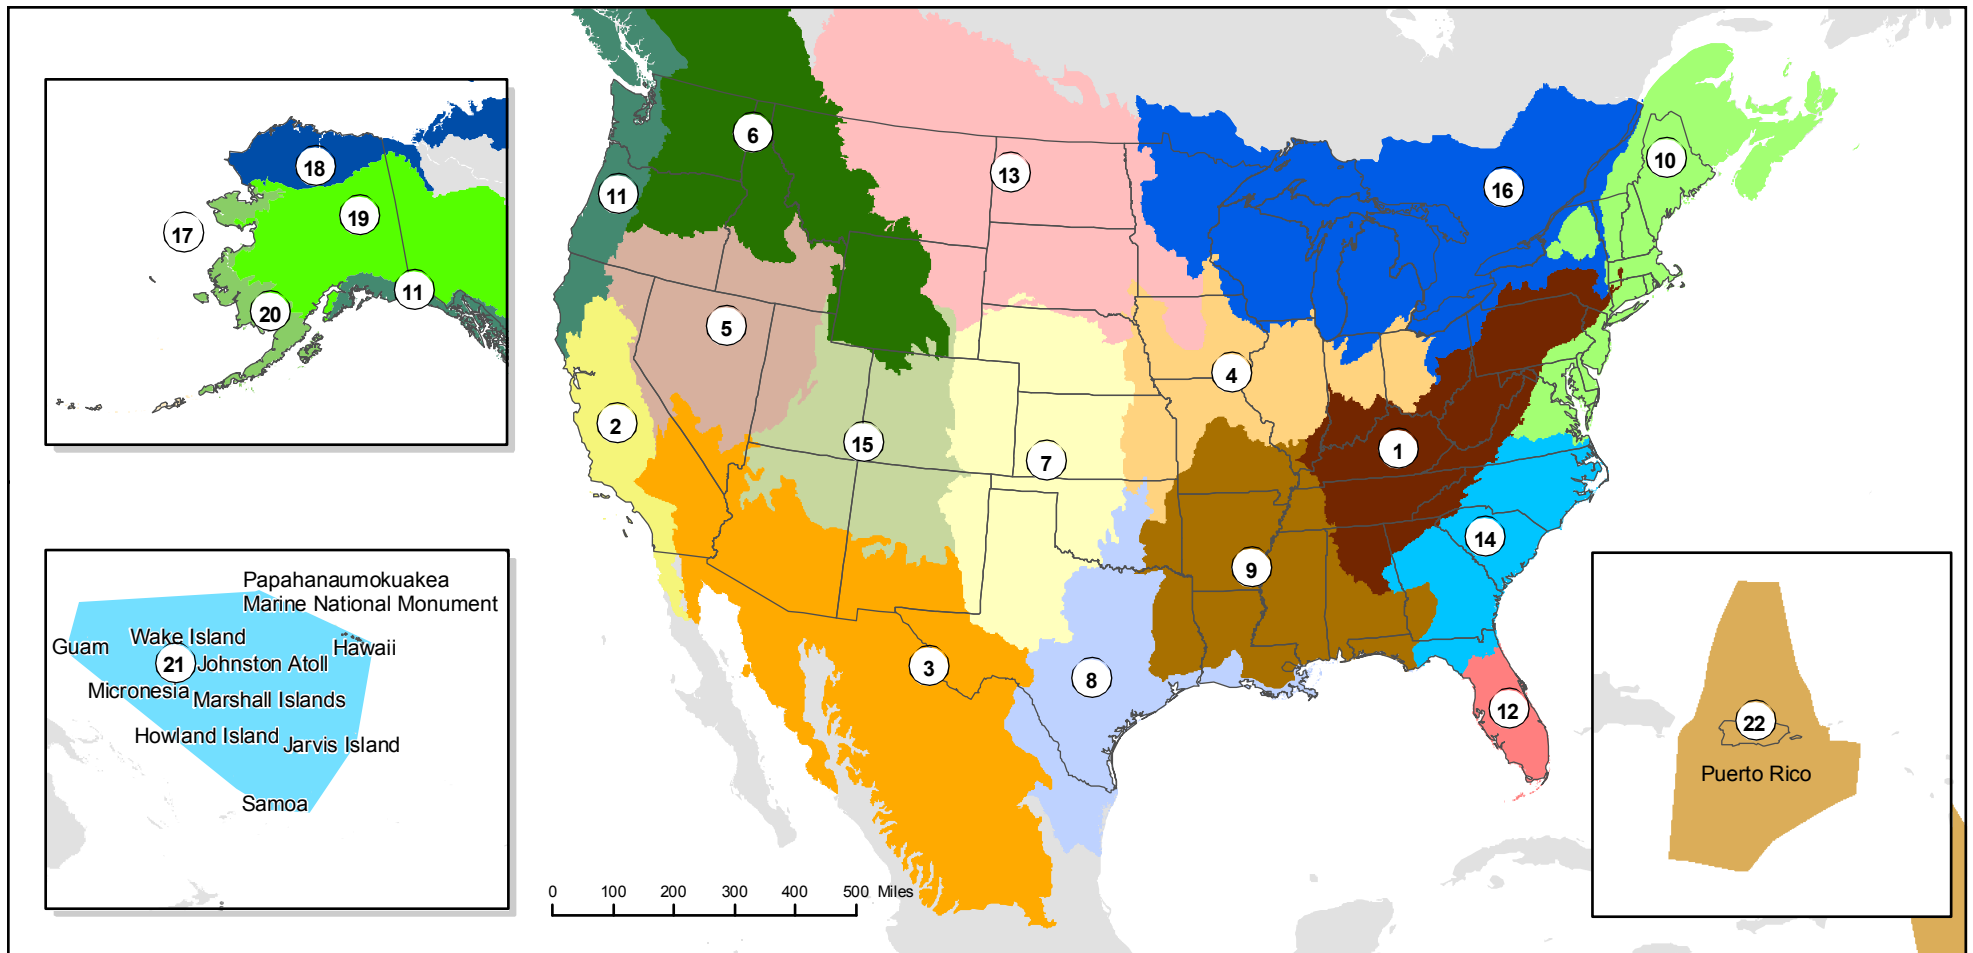 18
19
17
11
20
Papahanaumokuakea
Marine National Monument
Wake Island
Guam
Hawaii
21
Johnston Atoll
Micronesia
Marshall Islands
Howland Island
Jarvis Island
Samoa
6
13
11
16
10
5
4
2
15
7
1
14
9
3
8
12
0 100 200 300 400 500 Miles
22
Puerto Rico